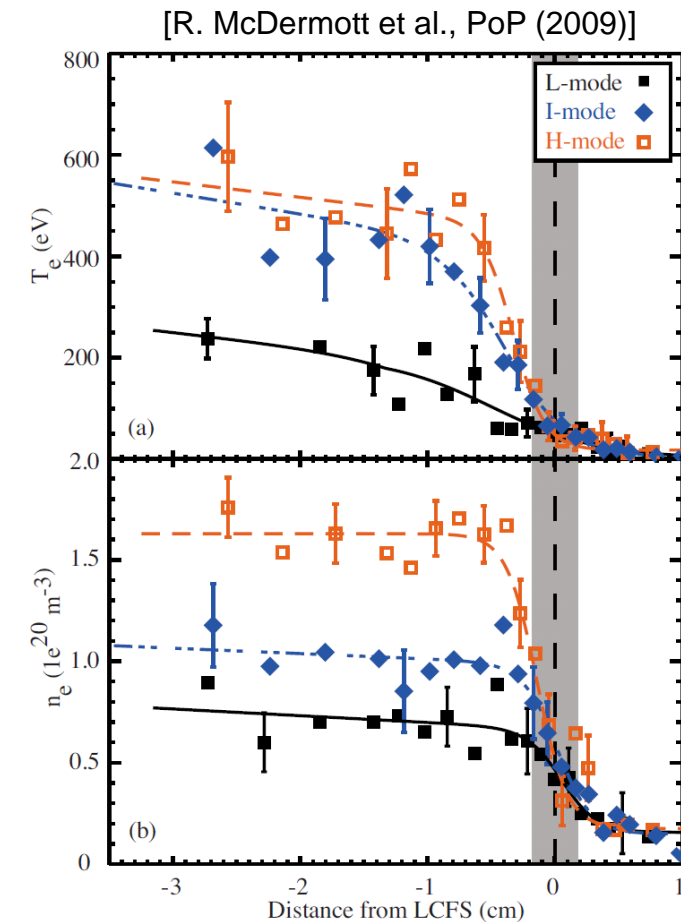 [R. McDermott et al., PoP (2009)]
800
600
400
200
T_e (eV)
L-mode
I-mode
H-mode
(a)
2.0
1.5
1.0
0.5
0
n_e (1e^20 m^-3)
(b)
-3 -2 -1 0 1
Distance from LCFS (cm)